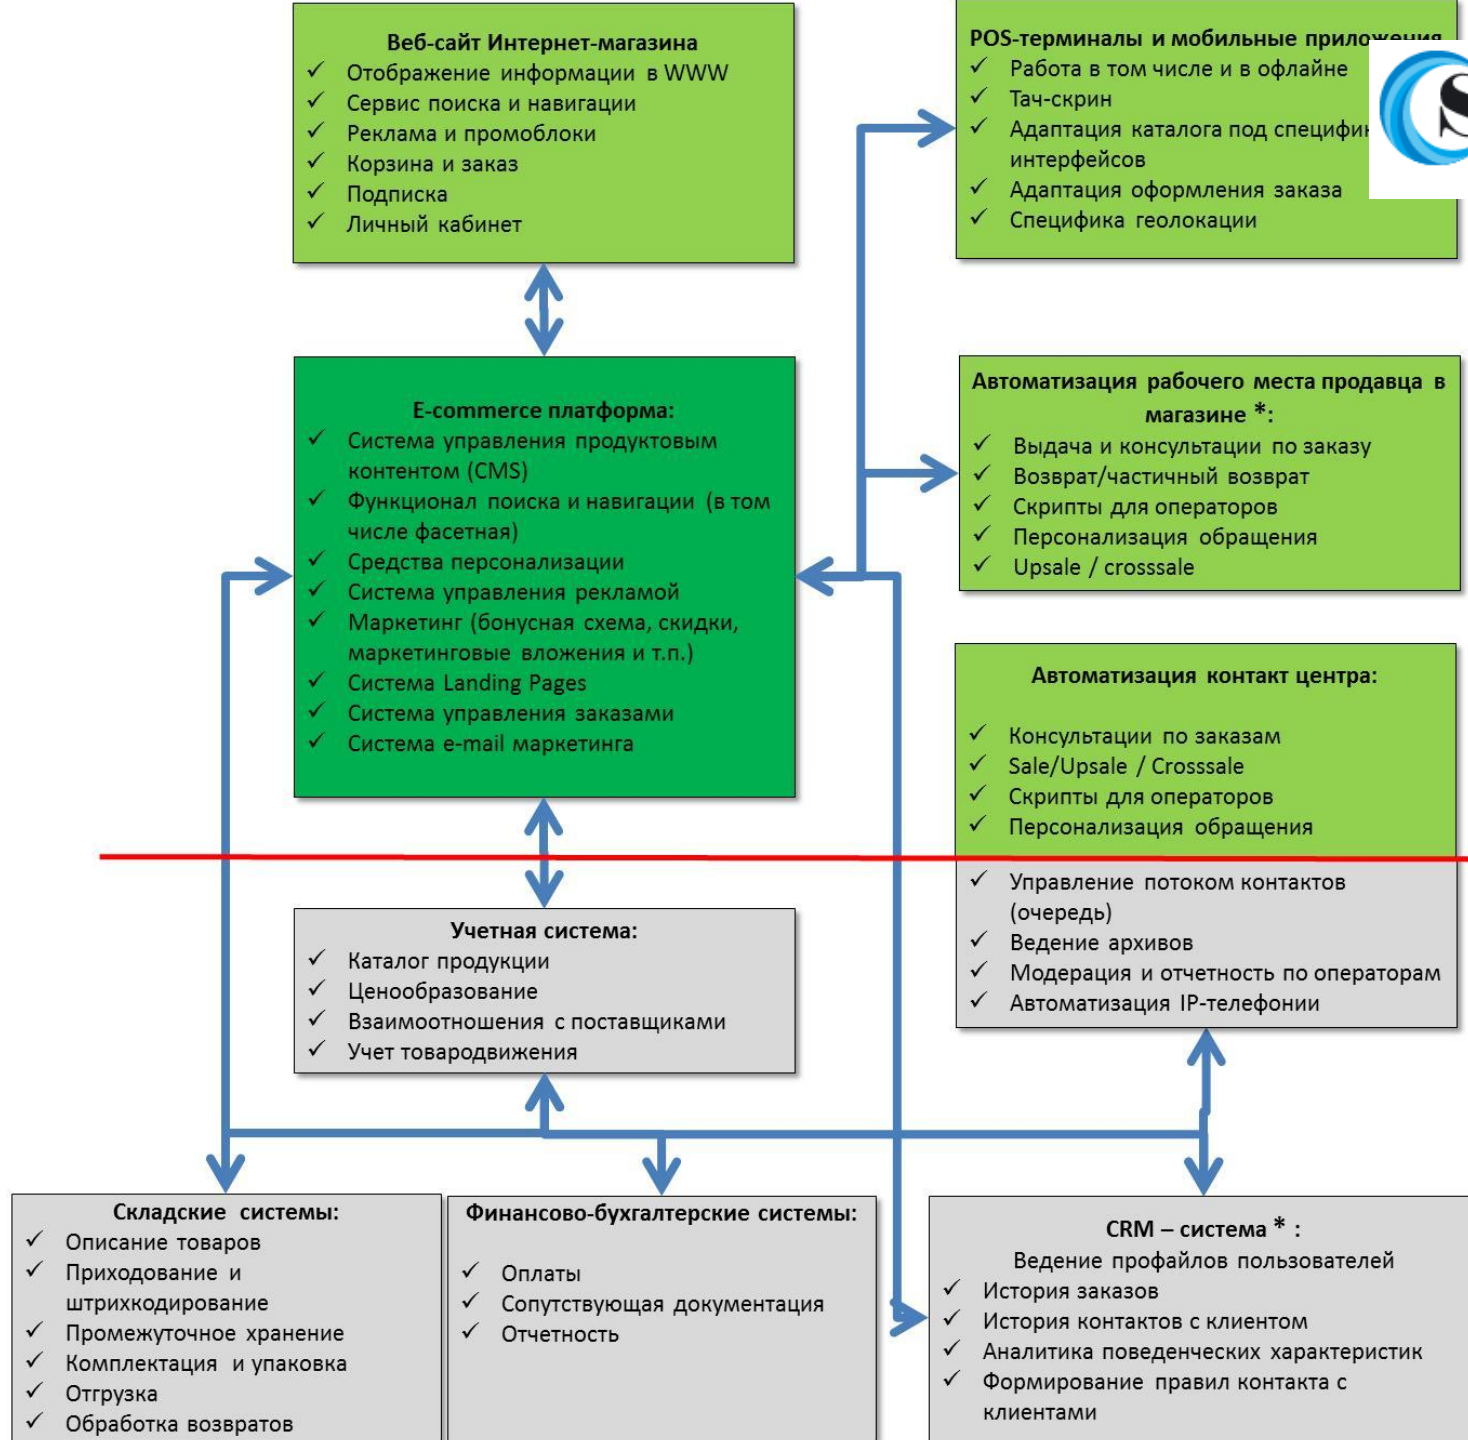 Веб-сайт Интернет-магазина
✓ Отображение информации в WWW
✓ Сервис поиска и навигации
✓ Реклама и промоблоки
✓ Корзина и заказ
✓ Подписка
✓ Личный кабинет
POS-терминалы и мобильные приложения
✓ Работа в том числе и в офлайне
✓ Тач-скрин
✓ Адаптация каталога под специфик
интерфейсов
✓ Адаптация оформления заказа
✓ Специфика геолокации
S
E-commerce платформа:
✓ Система управления продуктовым
контентом (CMS)
✓ Функционал поиска и навигации (в том
числе фасетная)
✓ Средства персонализации
✓ Система управления рекламой
✓ Маркетинг (бонусная схема, скидки,
маркетинговые вложения и т.п.)
✓ Система Landing Pages
✓ Система управления заказами
✓ Система e-mail маркетинга
Автоматизация рабочего места продавца в
магазине *:
✓ Выдача и консультации по заказу
✓ Возврат/частичный возврат
✓ Скрипты для операторов
✓ Персонализация обращения
✓ Upsale / crosssale
Автоматизация контакт центра:
✓ Консультации по заказам
✓ Sale/Upsale / Crosssale
✓ Скрипты для операторов
✓ Персонализация обращения
✓ Управление потоком контактов
(очередь)
✓ Ведение архивов
✓ Модерация и отчетность по операторам
✓ Автоматизация IP-телефонии
Учетная система:
✓ Каталог продукции
✓ Ценообразование
✓ Взаимоотношения с поставщиками
✓ Учет товародвижения
Складские системы:
✓ Описание товаров
✓ Приходование и
штрихкодирование
✓ Промежуточное хранение
✓ Комплектация и упаковка
✓ Отгрузка
✓ Обработка возвратов
Финансово-бухгалтерские системы:
✓ Оплаты
✓ Сопутствующая документация
✓ Отчетность
CRM – система * :
Ведение профайлов пользователей
✓ История заказов
✓ История контактов с клиентом
✓ Аналитика поведенческих характеристик
✓ Формирование правил контакта с
клиентами